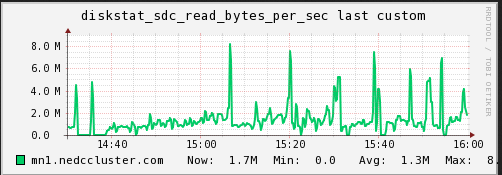 diskstat_sdc_read_bytes_per_sec last custom
RRDTOOL / TOBI OETIKER
8.0 M
6.0 M
4.0 M
2.0 M
0.0
14:40 15:00 15:20 15:40 16:00
mn1.nedccluster.com Now: 1.7M Min: 0.0 Avg: 1.3M Max: 8.